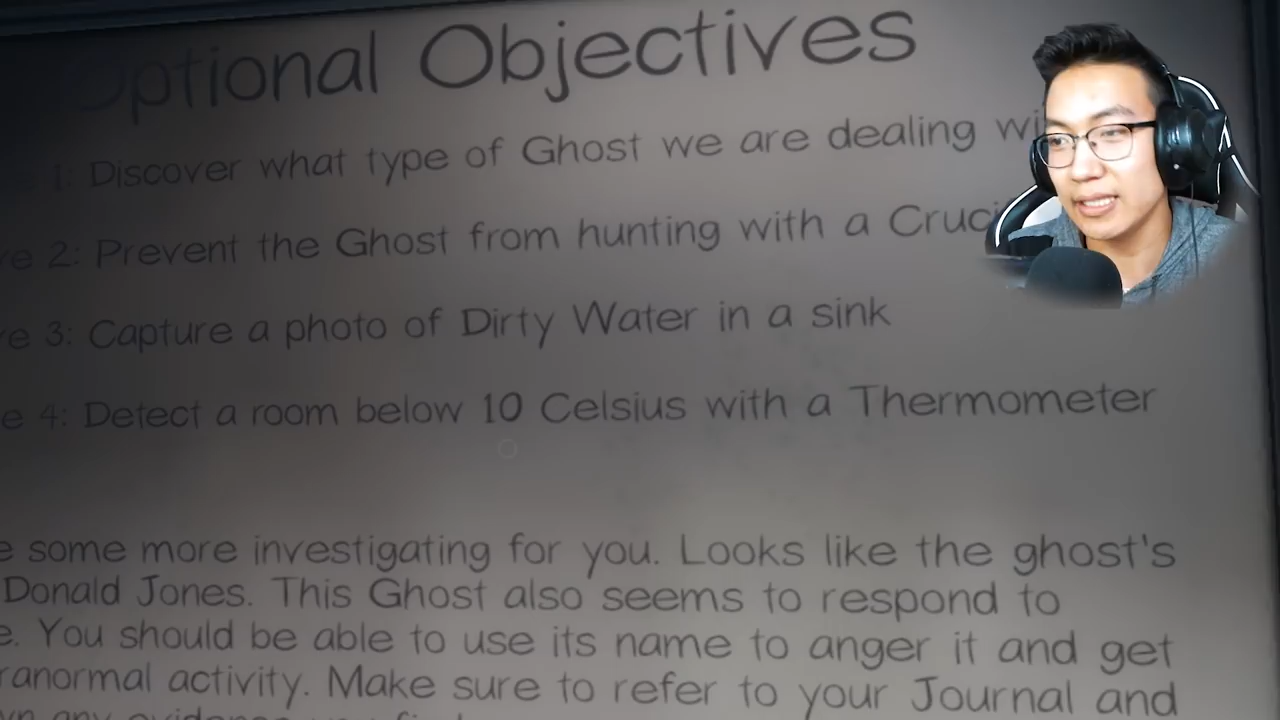 Optional Objectives
1: Discover what type of Ghost we are dealing
2: Prevent the Ghost from hunting with a
3: Capture a photo of Dirty Water in a sink
4: Detect a room below 10 Celsius with a Thermometer
some more investigating for you. Looks like the ghost's
Donald Jones. This Ghost also seems to respond to
You should be able to use its name to anger it and get
activity. Make sure to refer to your Journal and
any